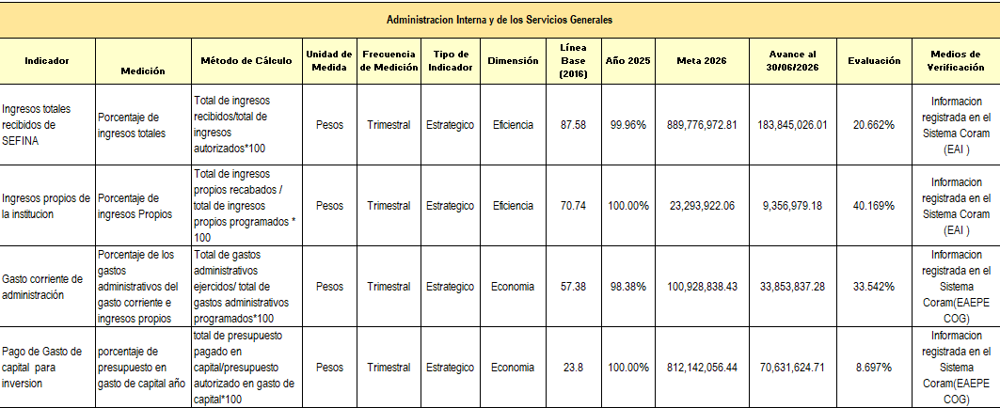 Administracion Interna y de los Servicios Generales
Indicador
Medición
Método de Cálculo
Unidad de
Medida
Frecuencia
de Medición
Tipo de
Indicador
Dimensión
Línea
Base
(2016)
Año 2025
Meta 2026
Avance al
30/06/2026
Evaluación
Medios de
Verificación
Ingresos totales
recibidos de
SEFINA
Porcentaje de
ingresos totales
Total de ingresos
recibidos/total de
ingresos
autorizados*100
Pesos
Trimestral
Estrategico
Eficiencia
87.58
99.96%
889,776,972.81
183,845,026.01
20.662%
Informacion
registrada en el
Sistema Coram
(EAI )
Ingresos propios de
la institucion
Porcentaje de
ingresos Propios
Total de ingresos
propios recabados /
total de ingresos
propios programados *
100
Pesos
Trimestral
Estrategico
Eficiencia
70.74
100.00%
23,293,922.06
9,356,979.18
40.169%
Informacion
registrada en el
Sistema Coram
(EAI )
Gasto corriente de
administración
Porcentaje de los
gastos
administrativos del
gasto corriente e
ingresos propios
Total de gastos
administrativos
ejercidos/ total de
gastos administrativos
programados*100
Pesos
Trimestral
Estrategico
Economia
57.38
98.38%
100,928,838.43
33,853,837.28
33.542%
Informacion
registrada en el
Sistema
Coram(EAEPE
COG)
Pago de Gasto de
capital para
inversion
porcentaje de
presupuesto en
gasto de capital año
total de presupuesto
pagado en
capital/presupuesto
autorizado en gasto de
capital*100
Pesos
Trimestral
Estrategico
Economia
23.8
100.00%
812,142,056.44
70,631,624.71
8.697%
Informacion
registrada en el
Sistema
Coram(EAEPE
COG)